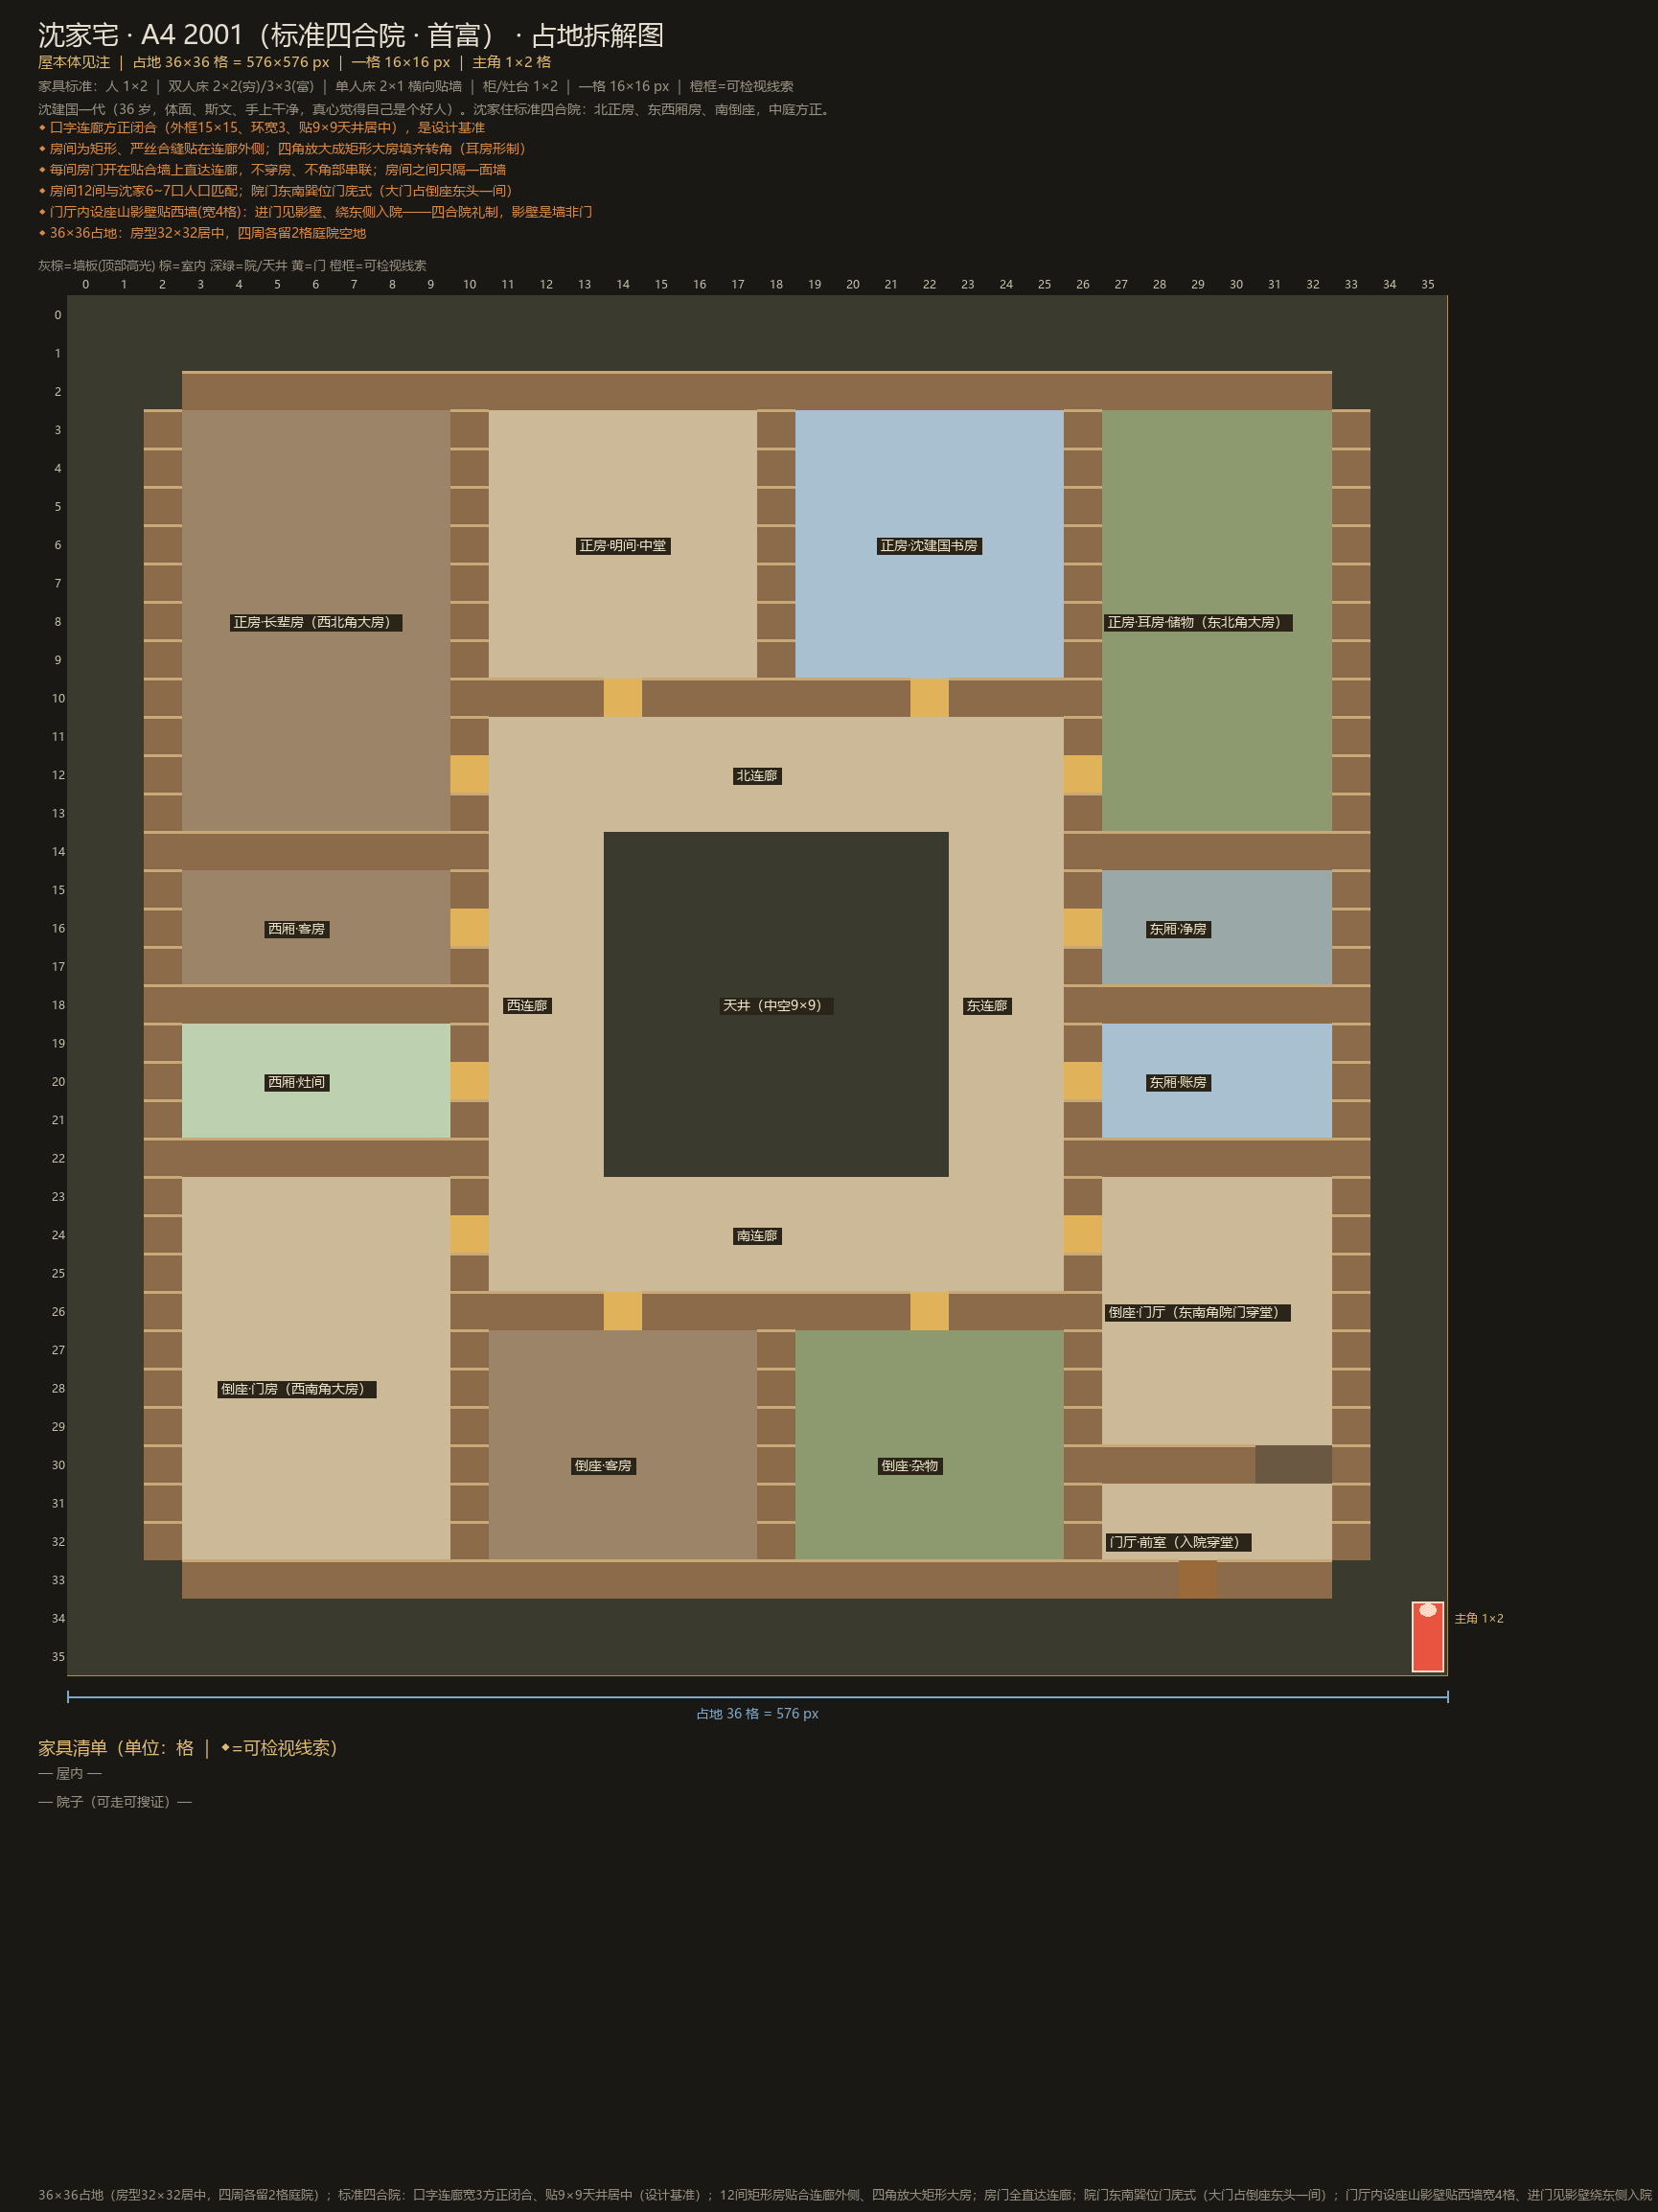 沈家宅 · A4 2001（标准四合院 · 首富） · 占地拆解图
屋本体见注 ｜ 占地 36×36 格 = 576×576 px ｜ 一格 16×16 px ｜ 主角 1×2 格
家具标准：人 1×2 ｜ 双人床 2×2(穷)/3×3(富) ｜ 单人床 2×1 横向贴墙 ｜ 柜/灶台 1×2 ｜ 一格 16×16 px ｜ 橙框=可检视线索
沈建国一代（36 岁，体面、斯文、手上干净，真心觉得自己是个好人）。沈家住标准四合院：北正房、东西厢房、南倒座，中庭方正。
◆ 口字连廊方正闭合（外框15×15、环宽3、贴9×9天井居中），是设计基准
◆ 房间为矩形、严丝合缝贴在连廊外侧；四角放大成矩形大房填齐转角（耳房形制）
◆ 每间房门开在贴合墙上直达连廊，不穿房、不角部串联；房间之间只隔一面墙
◆ 房间12间与沈家6~7口人口匹配；院门东南巽位门庑式（大门占倒座东头一间）
◆ 门厅内设座山影壁贴西墙(宽4格)：进门见影壁、绕东侧入院——四合院礼制，影壁是墙非门
◆ 36×36占地：房型32×32居中，四周各留2格庭院空地
灰棕=墙板(顶部高光) 棕=室内 深绿=院/天井 黄=门 橙框=可检视线索
0 1 2 3 4 5 6 7 8 9 10 11 12 13 14 15 16 17 18 19 20 21 22 23 24 25 26 27 28 29 30 31 32 33 34 35
0
1
2
3
4
5
6
正房·明间·中堂
正房·沈建国书房
7
8
正房·长辈房（西北角大房）
正房·耳房·储物（东北角大房）
9
10
11
12
北连廊
13
14
15
16
西厢·客房
东厢·净房
17
18
西连廊
天井（中空9×9）
东连廊
19
20
西厢·灶间
东厢·账房
21
22
23
24
南连廊
25
26
倒座·门厅（东南角院门穿堂）
27
28
倒座·门房（西南角大房）
29
30
倒座·客房
倒座·杂物
31
32
门厅·前室（入院穿堂）
33
34
主角 1×2
35
占地 36 格 = 576 px
家具清单（单位：格 ｜ ◆=可检视线索）
— 屋内 —
— 院子（可走可搜证）—
36×36占地（房型32×32居中，四周各留2格庭院）；标准四合院：口字连廊宽3方正闭合、贴9×9天井居中（设计基准）；12间矩形房贴合连廊外侧、四角放大矩形大房；房门全直达连廊；院门东南巽位门庑式（大门占倒座东头一间）；门厅内设座山影壁贴西墙宽4格、进门见影壁绕东侧入院